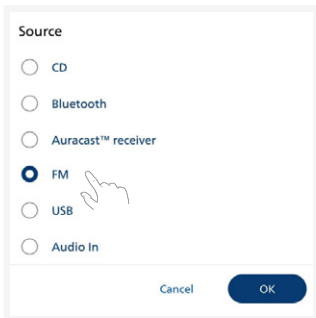 Source
CD
Bluetooth
Auracast™ receiver
FM
USB
Audio In
Cancel OK